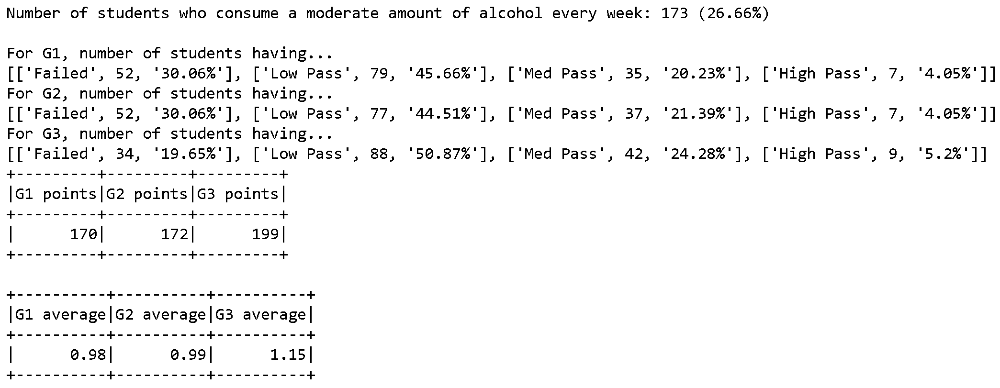 Number of students who consume a moderate amount of alcohol every week: 173 (26.66%)
For G1, number of students having...
[['Failed', 52, '30.06%'], ['Low Pass', 79, '45.66%'], ['Med Pass', 35, '20.23%'], ['High Pass', 7, '4.05%']]
For G2, number of students having...
[['Failed', 52, '30.06%'], ['Low Pass', 77, '44.51%'], ['Med Pass', 37, '21.39%'], ['High Pass', 7, '4.05%']]
For G3, number of students having...
[['Failed', 34, '19.65%'], ['Low Pass', 88, '50.87%'], ['Med Pass', 42, '24.28%'], ['High Pass', 9, '5.2%']]
+---------+---------+---------+
|G1 points|G2 points|G3 points|
+---------+---------+---------+
|      170|      172|      199|
+---------+---------+---------+
+----------+----------+----------+
|G1 average|G2 average|G3 average|
+----------+----------+----------+
|      0.98|      0.99|      1.15|
+----------+----------+----------+